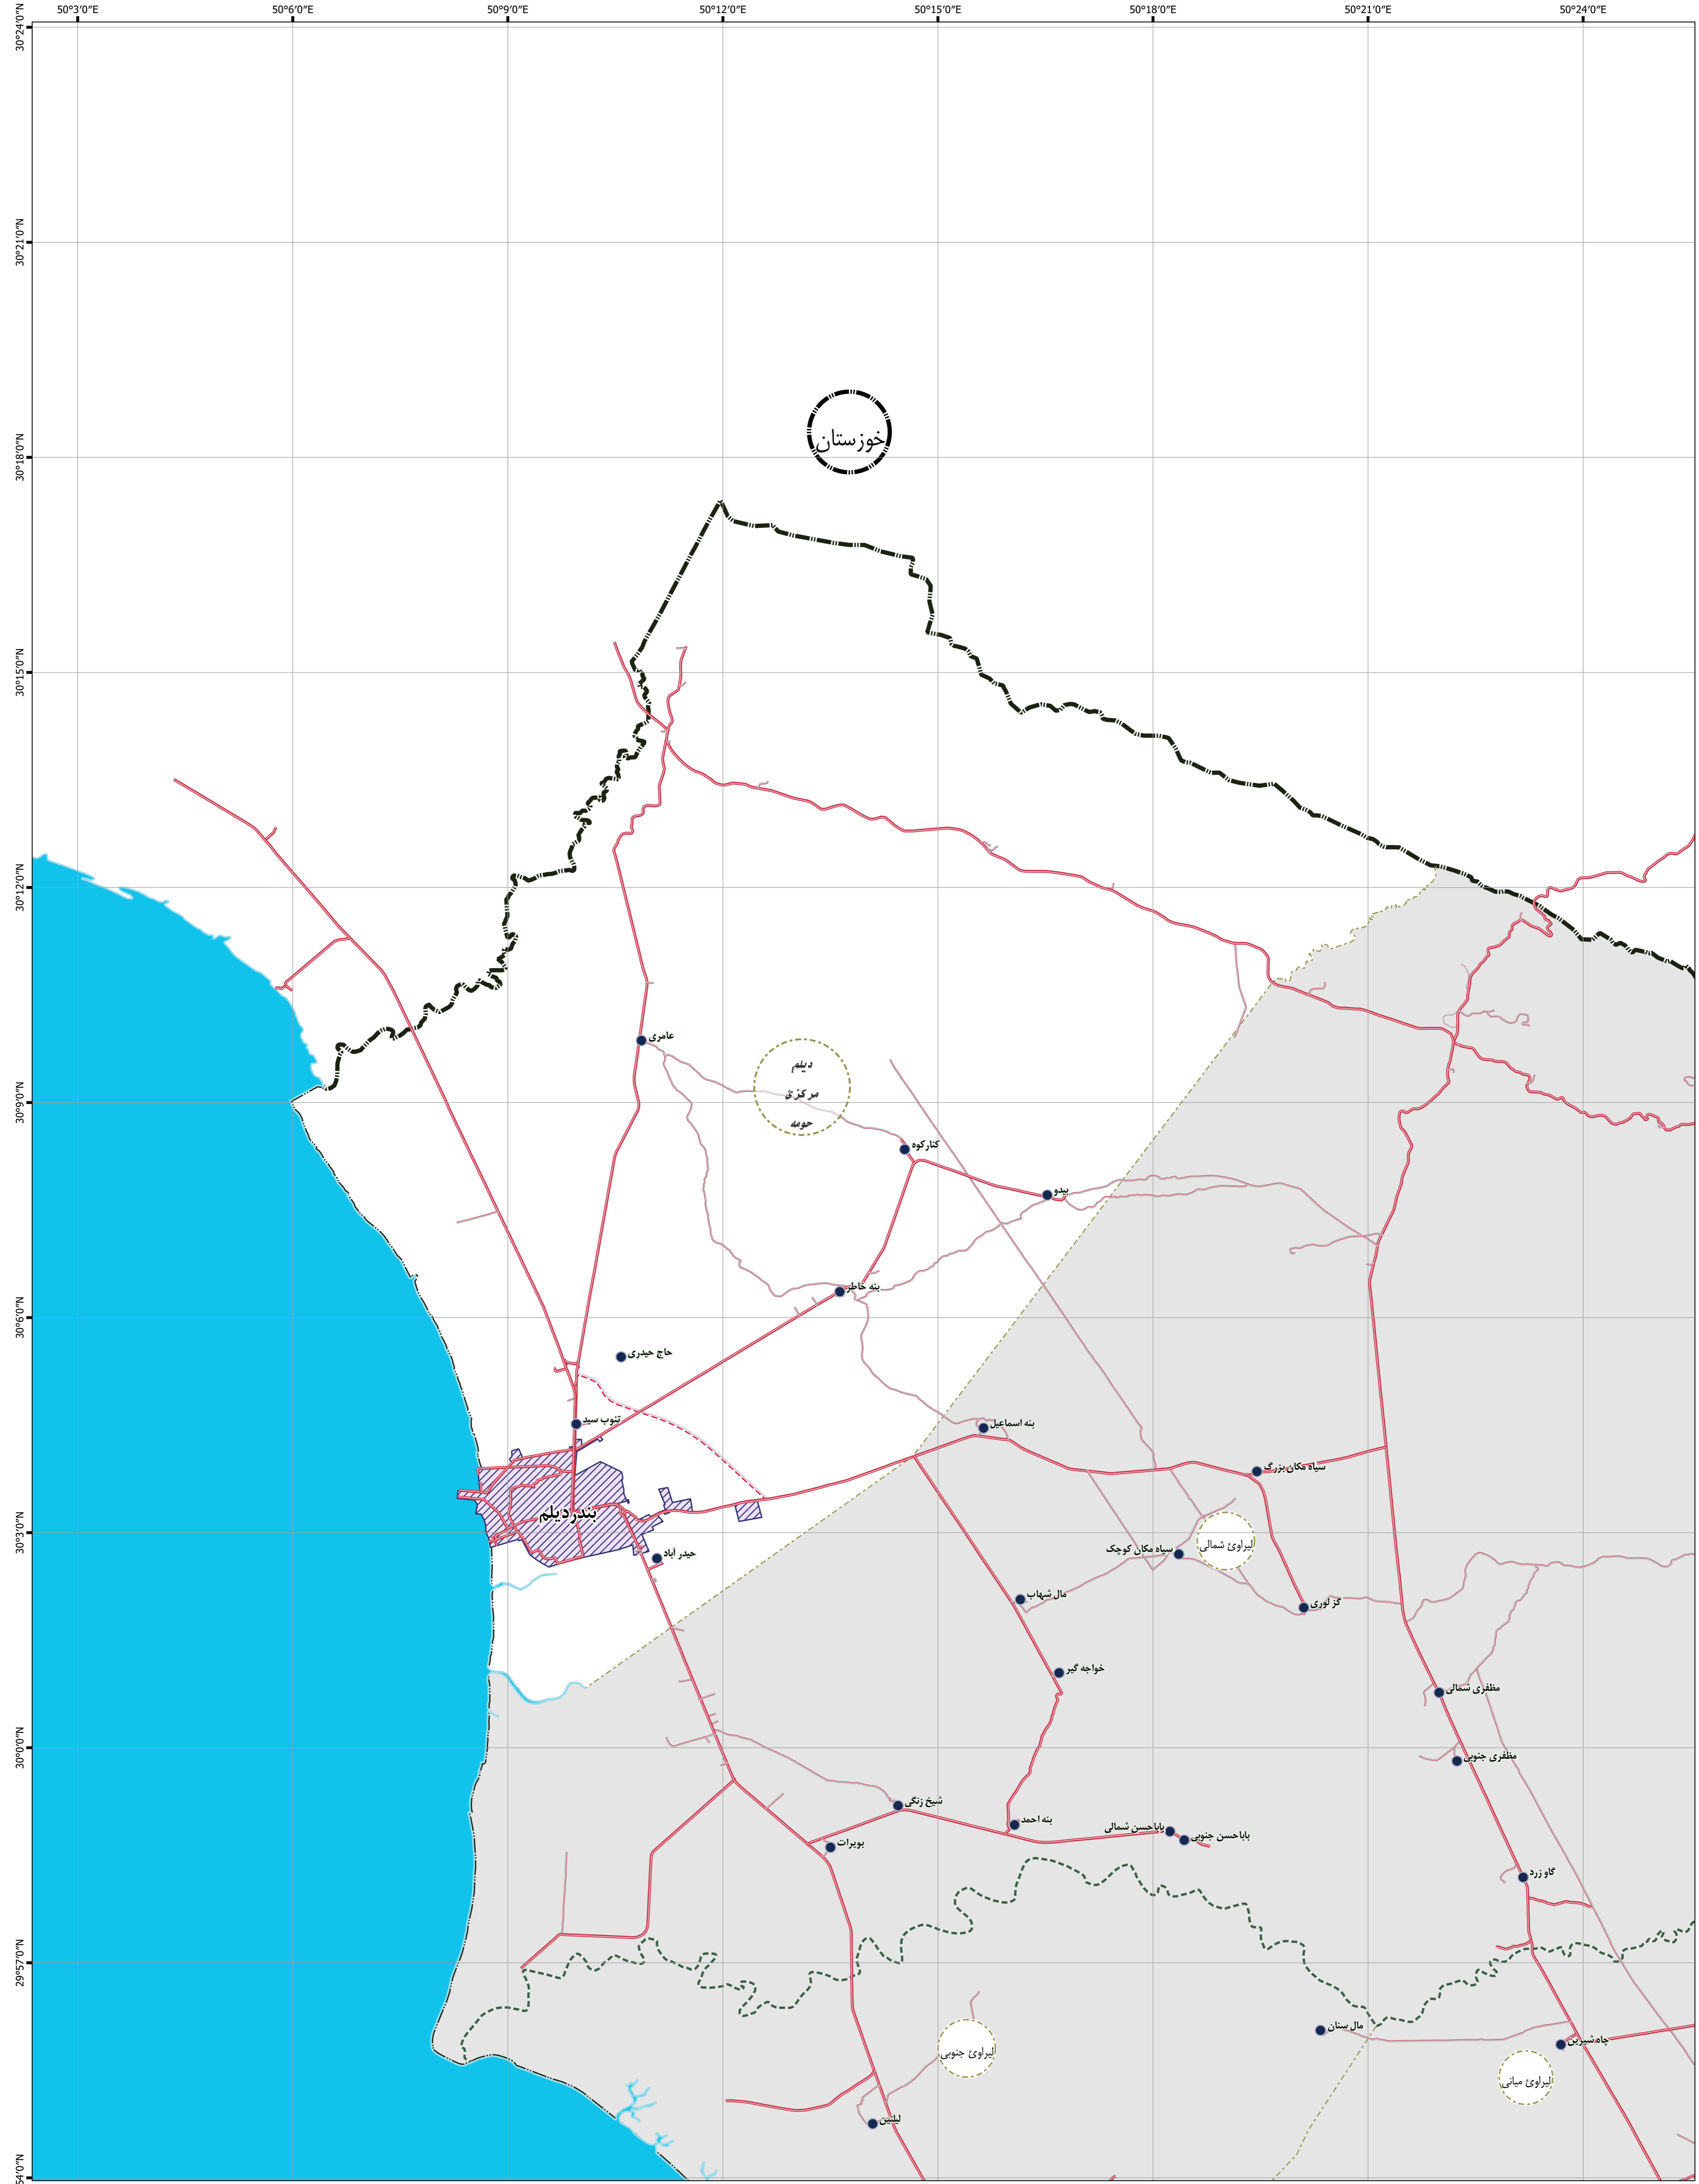 50°3'0"E
50°6'0"E
50°9'0"E
50°12'0"E
50°15'0"E
50°18'0"E
50°21'0"E
50°24'0"E
30°24'0"N
30°21'0"N
30°18'0"N
30°15'0"N
30°12'0"N
30°9'0"N
30°6'0"N
30°3'0"N
30°0'0"N
29°57'0"N
54'0"N
خوزستان
عامری
دیلم
مرکزی
حومه
کنارکوه
بیدو
بنه خاطر
حاج حیدری
تنوب سید
بنه اسماعیل
سیاه مکان بزرگ
بندردیلم
لیراوی شمالی
سیاه مکان کوچک
حیدر آباد
مال شهاب
گز لوری
خواجه گیر
مظفری شمالی
مظفری جنوبی
شیخ زنگی
بنه احمد
باباحسن شمالی
باباحسن جنوبی
بویرات
گاو زرد
مال سنان
چاه شیرین
لیراوی جنوبی
لیراوی میانی
لیلتین